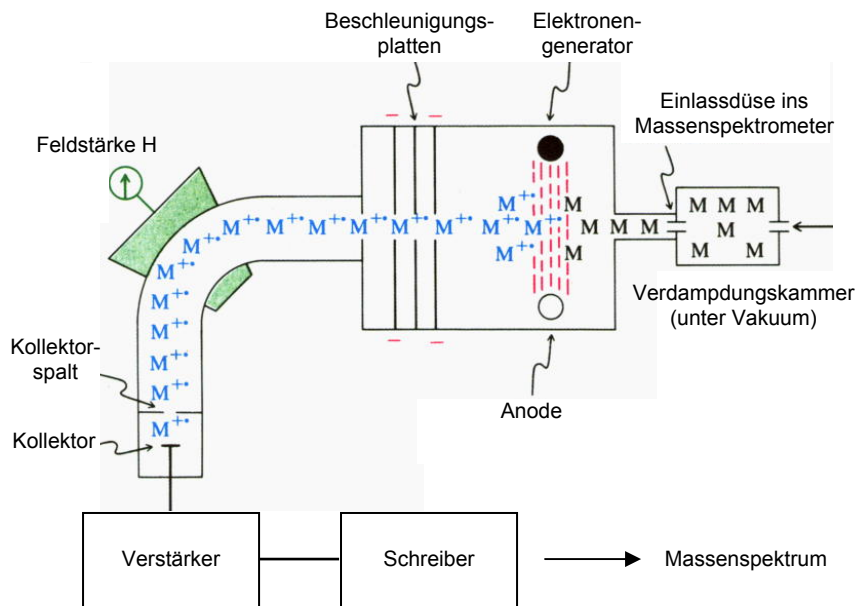 Beschleunigungs-
platten
Elektronen-
generator
Einlassdüse ins
Massenspektrometer
Feldstärke H
M+• M+• M+• M+• M+• M+• M+• M+• M+• M+• M M M M M
M+• M M M M
M+• M M M
M+•
M+•
M+•
M+•
M+•
M+•
Verdampdungskammer
(unter Vakuum)
Kollektor-
spalt
Anode
Kollektor
Verstärker
Schreiber
Massenspektrum